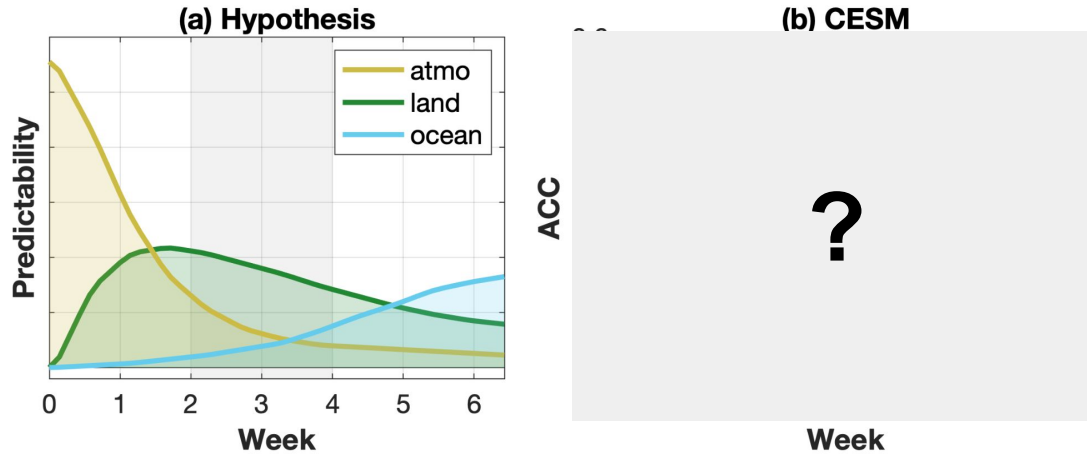 (a) Hypothesis
atmo
land
ocean
Predictability
0 1 2 3 4 5 6
Week
(b) CESM
ACC
?
Week